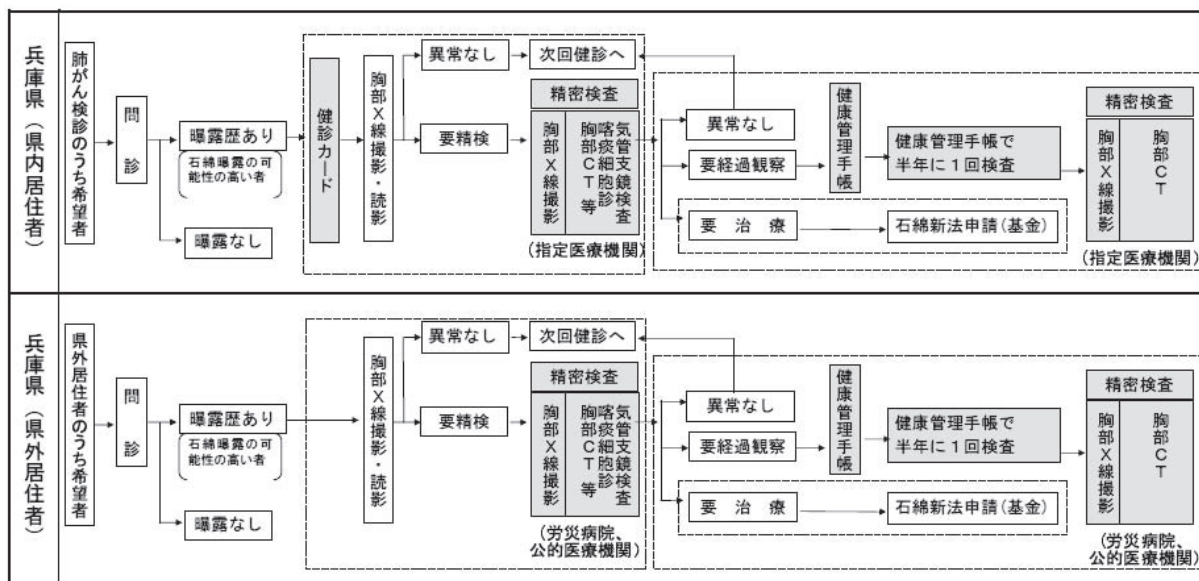 兵庫県（県内居住者）
肺がん検診のうち希望者
問診
曝露歴あり
石綿曝露の可
能性の高い者
曝露なし
健診カード
胸部X線撮影・読影
異常なし
次回健診へ
要精検
精密検査
胸部X線撮影
気管支鏡検査
喀痰細胞診
胸部CT 等
(指定医療機関)
異常なし
要経過観察
健康管理手帳
健康管理手帳で
半年に1回検査
要治療
石綿新法申請(基金)
精密検査
胸部X線撮影
胸部CT
(指定医療機関)
兵庫県（県外居住者）
県外居住者のうち希望者
問診
曝露歴あり
石綿曝露の可
能性の高い者
曝露なし
胸部X線撮影・読影
異常なし
次回健診へ
要精検
精密検査
胸部X線撮影
気管支鏡検査
喀痰細胞診
胸部CT 等
(労災病院、
公的医療機関)
異常なし
要経過観察
健康管理手帳
健康管理手帳で
半年に1回検査
要治療
石綿新法申請(基金)
精密検査
胸部X線撮影
胸部CT
(労災病院、
公的医療機関)